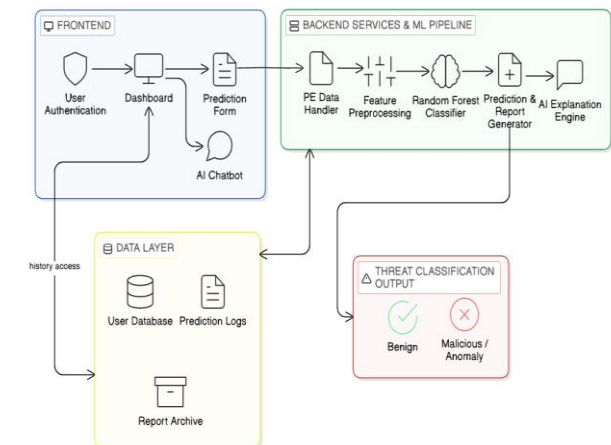 FRONTEND
User
Authentication
Dashboard
Prediction
Form
AI Chatbot
BACKEND SERVICES & ML PIPELINE
PE Data
Handler
Feature
Preprocessing
Random Forest
Classifier
Prediction &
Report
Generator
AI Explanation
Engine
history access
DATA LAYER
User Database
Prediction Logs
Report Archive
THREAT CLASSIFICATION
OUTPUT
Benign
Malicious /
Anomaly